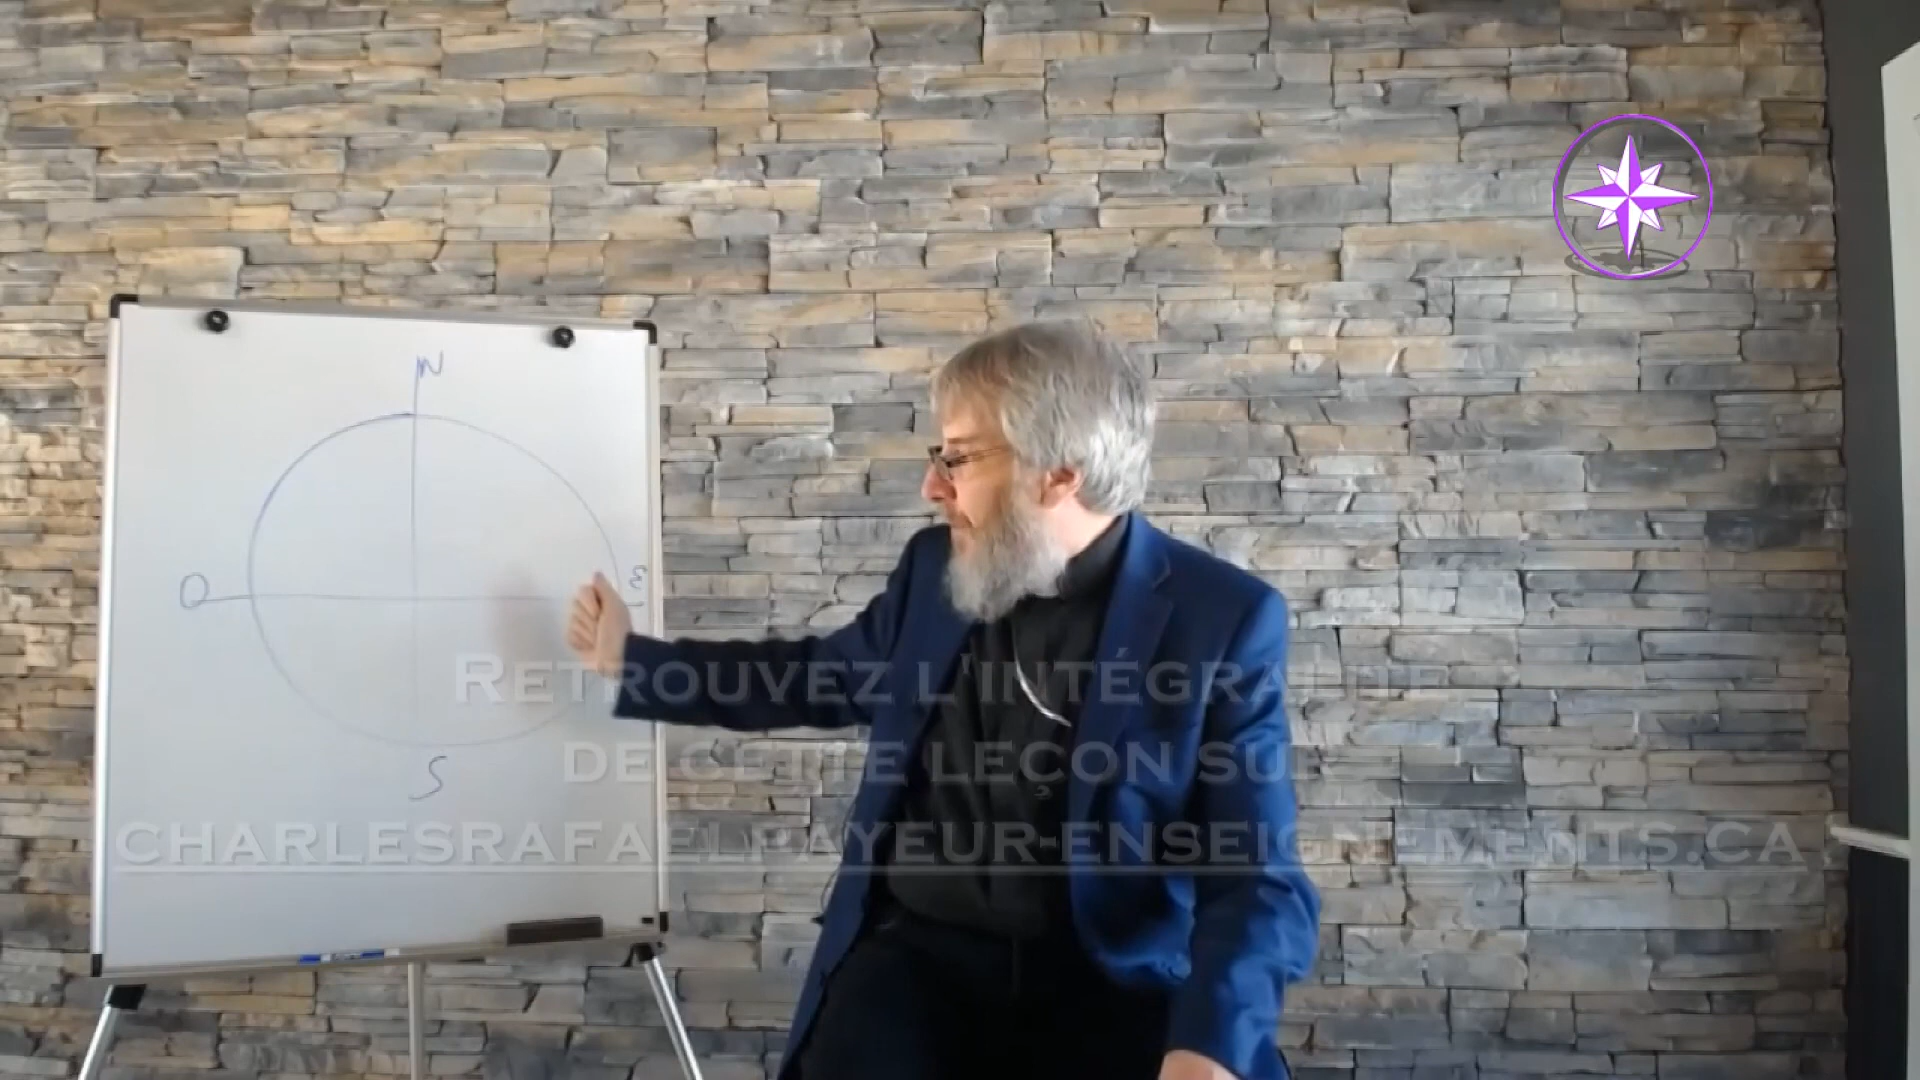 N
O
E
S
RETROUVEZ L'INTÉGRALITÉ
DE CETTE LEÇON SUR
CHARLESRAFAELPAYEUR-ENSEIGNEMENTS.CA